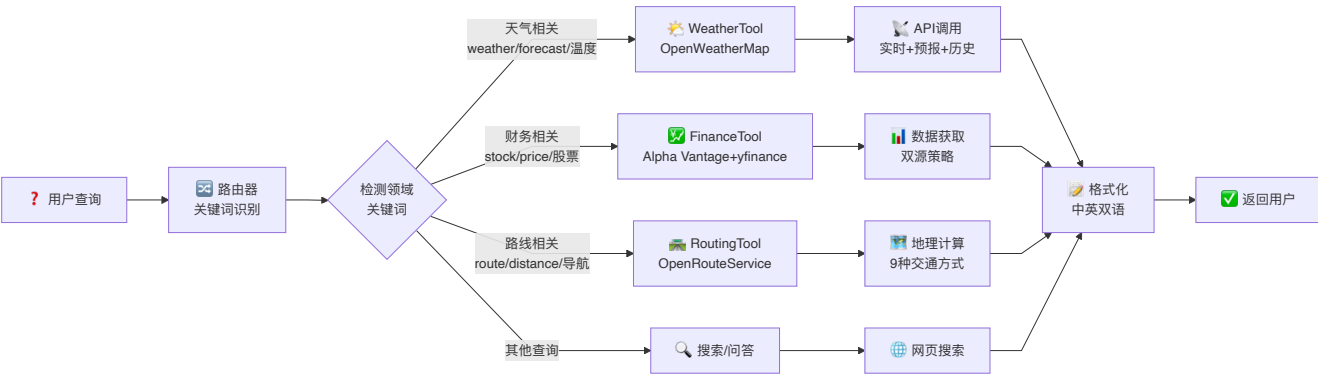 ❓ 用户查询
🔀 路由器
关键词识别
检测领域
关键词
天气相关
weather/forecast/温度
🌤️ WeatherTool
OpenWeatherMap
📡 API调用
实时+预报+历史
财务相关
stock/price/股票
💹 FinanceTool
Alpha Vantage+yfinance
📊 数据获取
双源策略
路线相关
route/distance/导航
🛣️ RoutingTool
OpenRouteService
🗺️ 地理计算
9种交通方式
其他查询
🔍 搜索/问答
🌐 网页搜索
📝 格式化
中英双语
✅ 返回用户